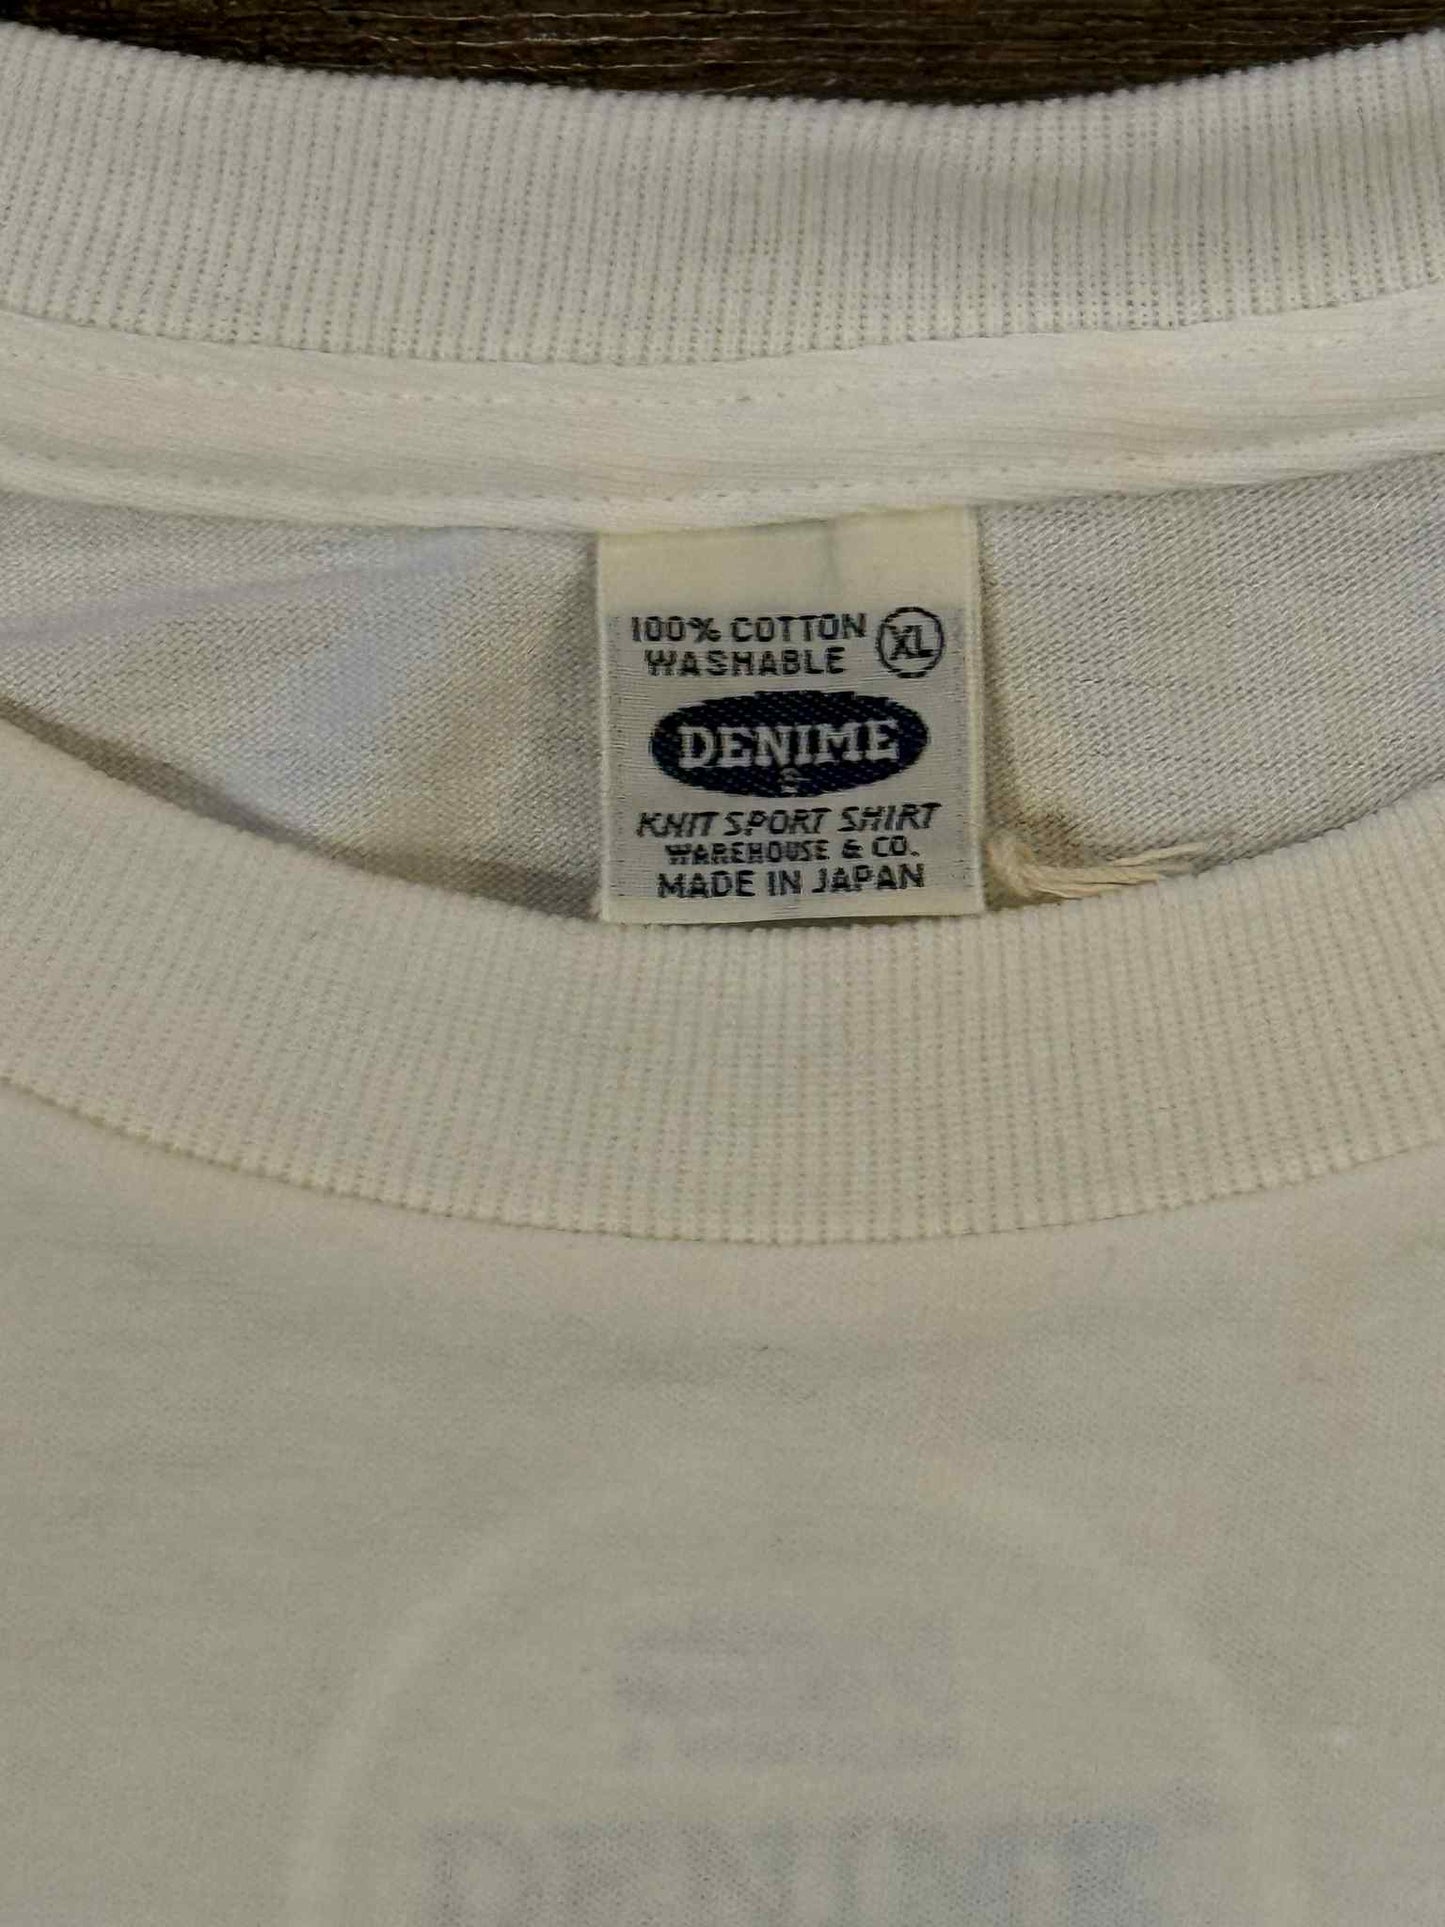 100% COTTON XL
WASHABLE
DENIME
S
KNIT SPORT SHIRT
WAREHOUSE & CO.
MADE IN JAPAN